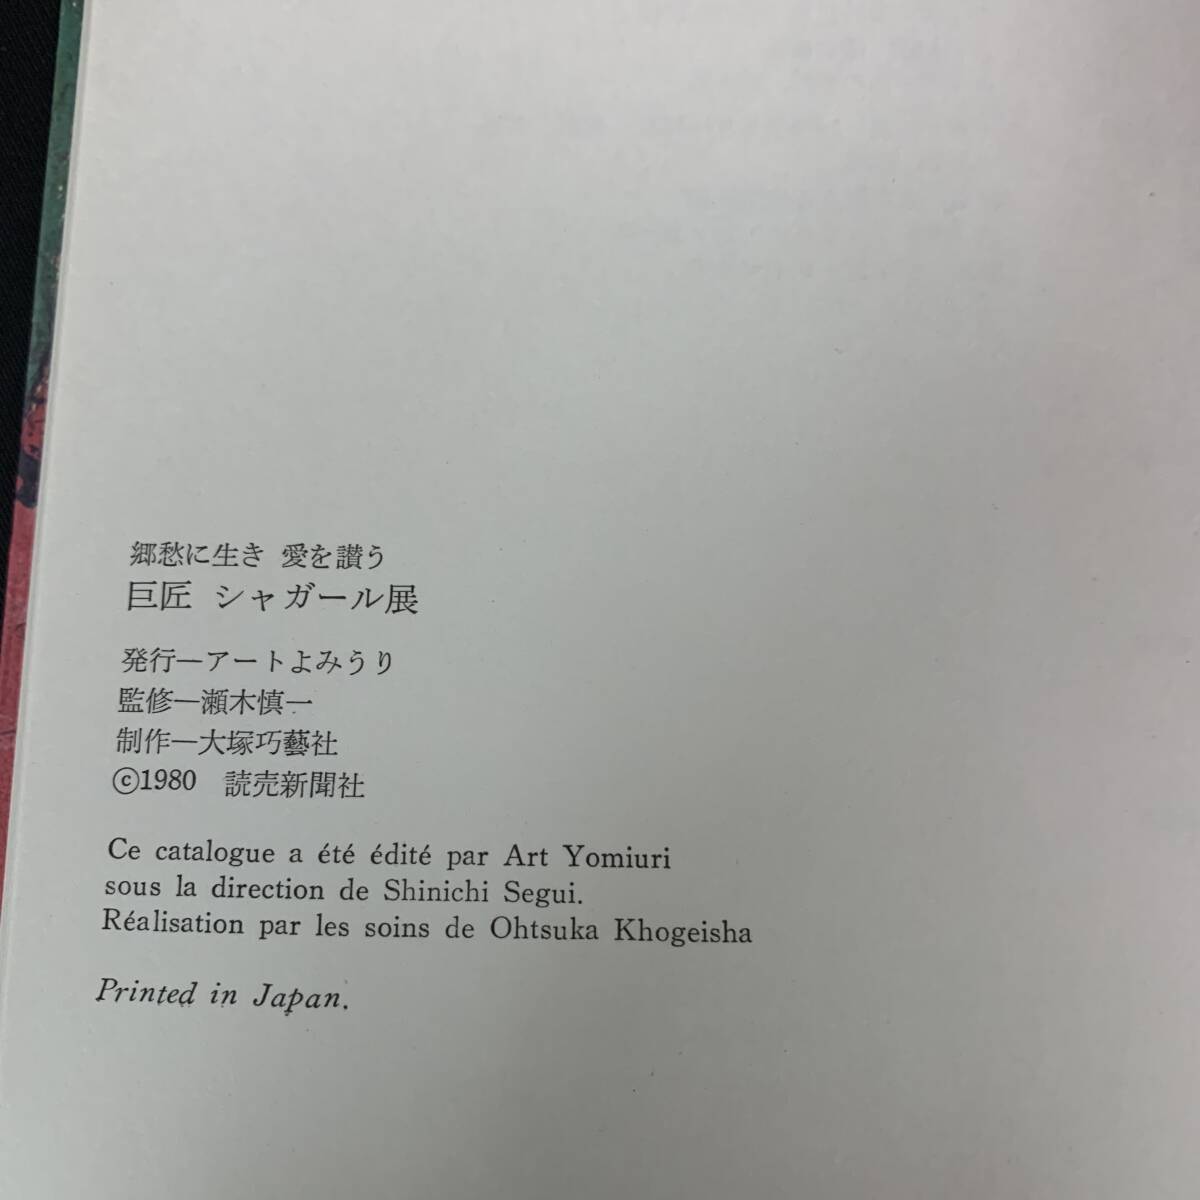 郷愁に生き 愛を讃う
巨匠 シャガール展
発行―アートよみうり
監修―瀬木慎一
制作―大塚巧藝社
©1980 読売新聞社
Ce catalogue a été édité par Art Yomiuri
sous la direction de Shinichi Segui.
Réalisation par les soins de Ohtsuka Khogeisha
Printed in Japan.